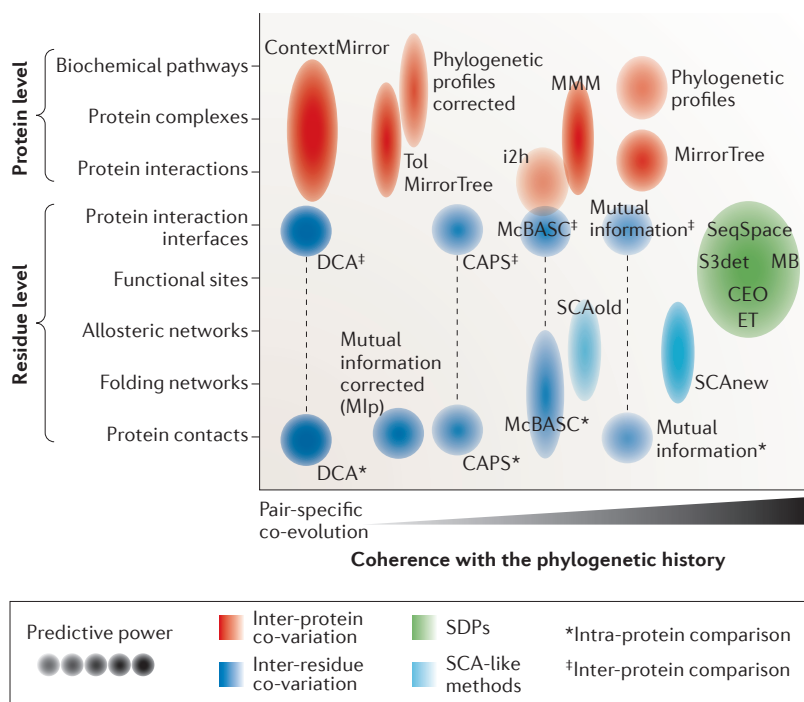 Protein level
Biochemical pathways
Protein complexes
Protein interactions
Residue level
Protein interaction
interfaces
Functional sites
Allosteric networks
Folding networks
Protein contacts
ContextMirror
Phylogenetic
profiles
corrected
Tol
MirrorTree
MMM
i2h
Phylogenetic
profiles
MirrorTree
DCA‡
CAPS‡
McBASC‡
Mutual
information‡
SeqSpace
S3det
MB
CEO
ET
SCAold
SCAnew
Mutual
information
corrected
(MIp)
DCA*
CAPS*
McBASC*
Mutual
information*
Pair-specific
co-evolution
Coherence with the phylogenetic history
Predictive power
Inter-protein
co-variation
Inter-residue
co-variation
SDPs
SCA-like
methods
*Intra-protein comparison
‡Inter-protein comparison